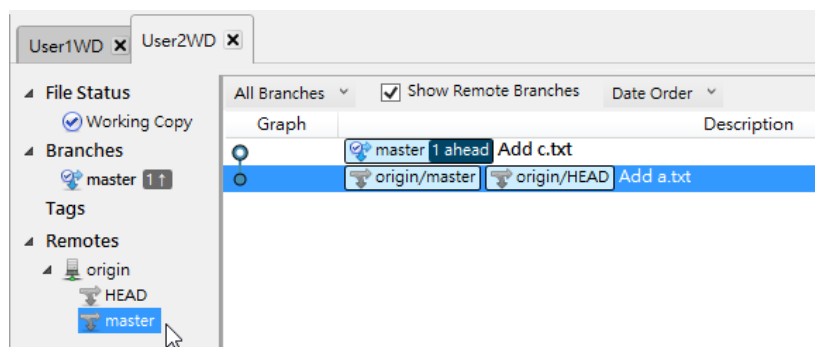 User1WD
User2WD
File Status
Working Copy
Branches
master 1↑
Tags
Remotes
origin
HEAD
master
All Branches Show Remote Branches Date Order
Graph Description
master 1 ahead Add c.txt
origin/master origin/HEAD Add a.txt